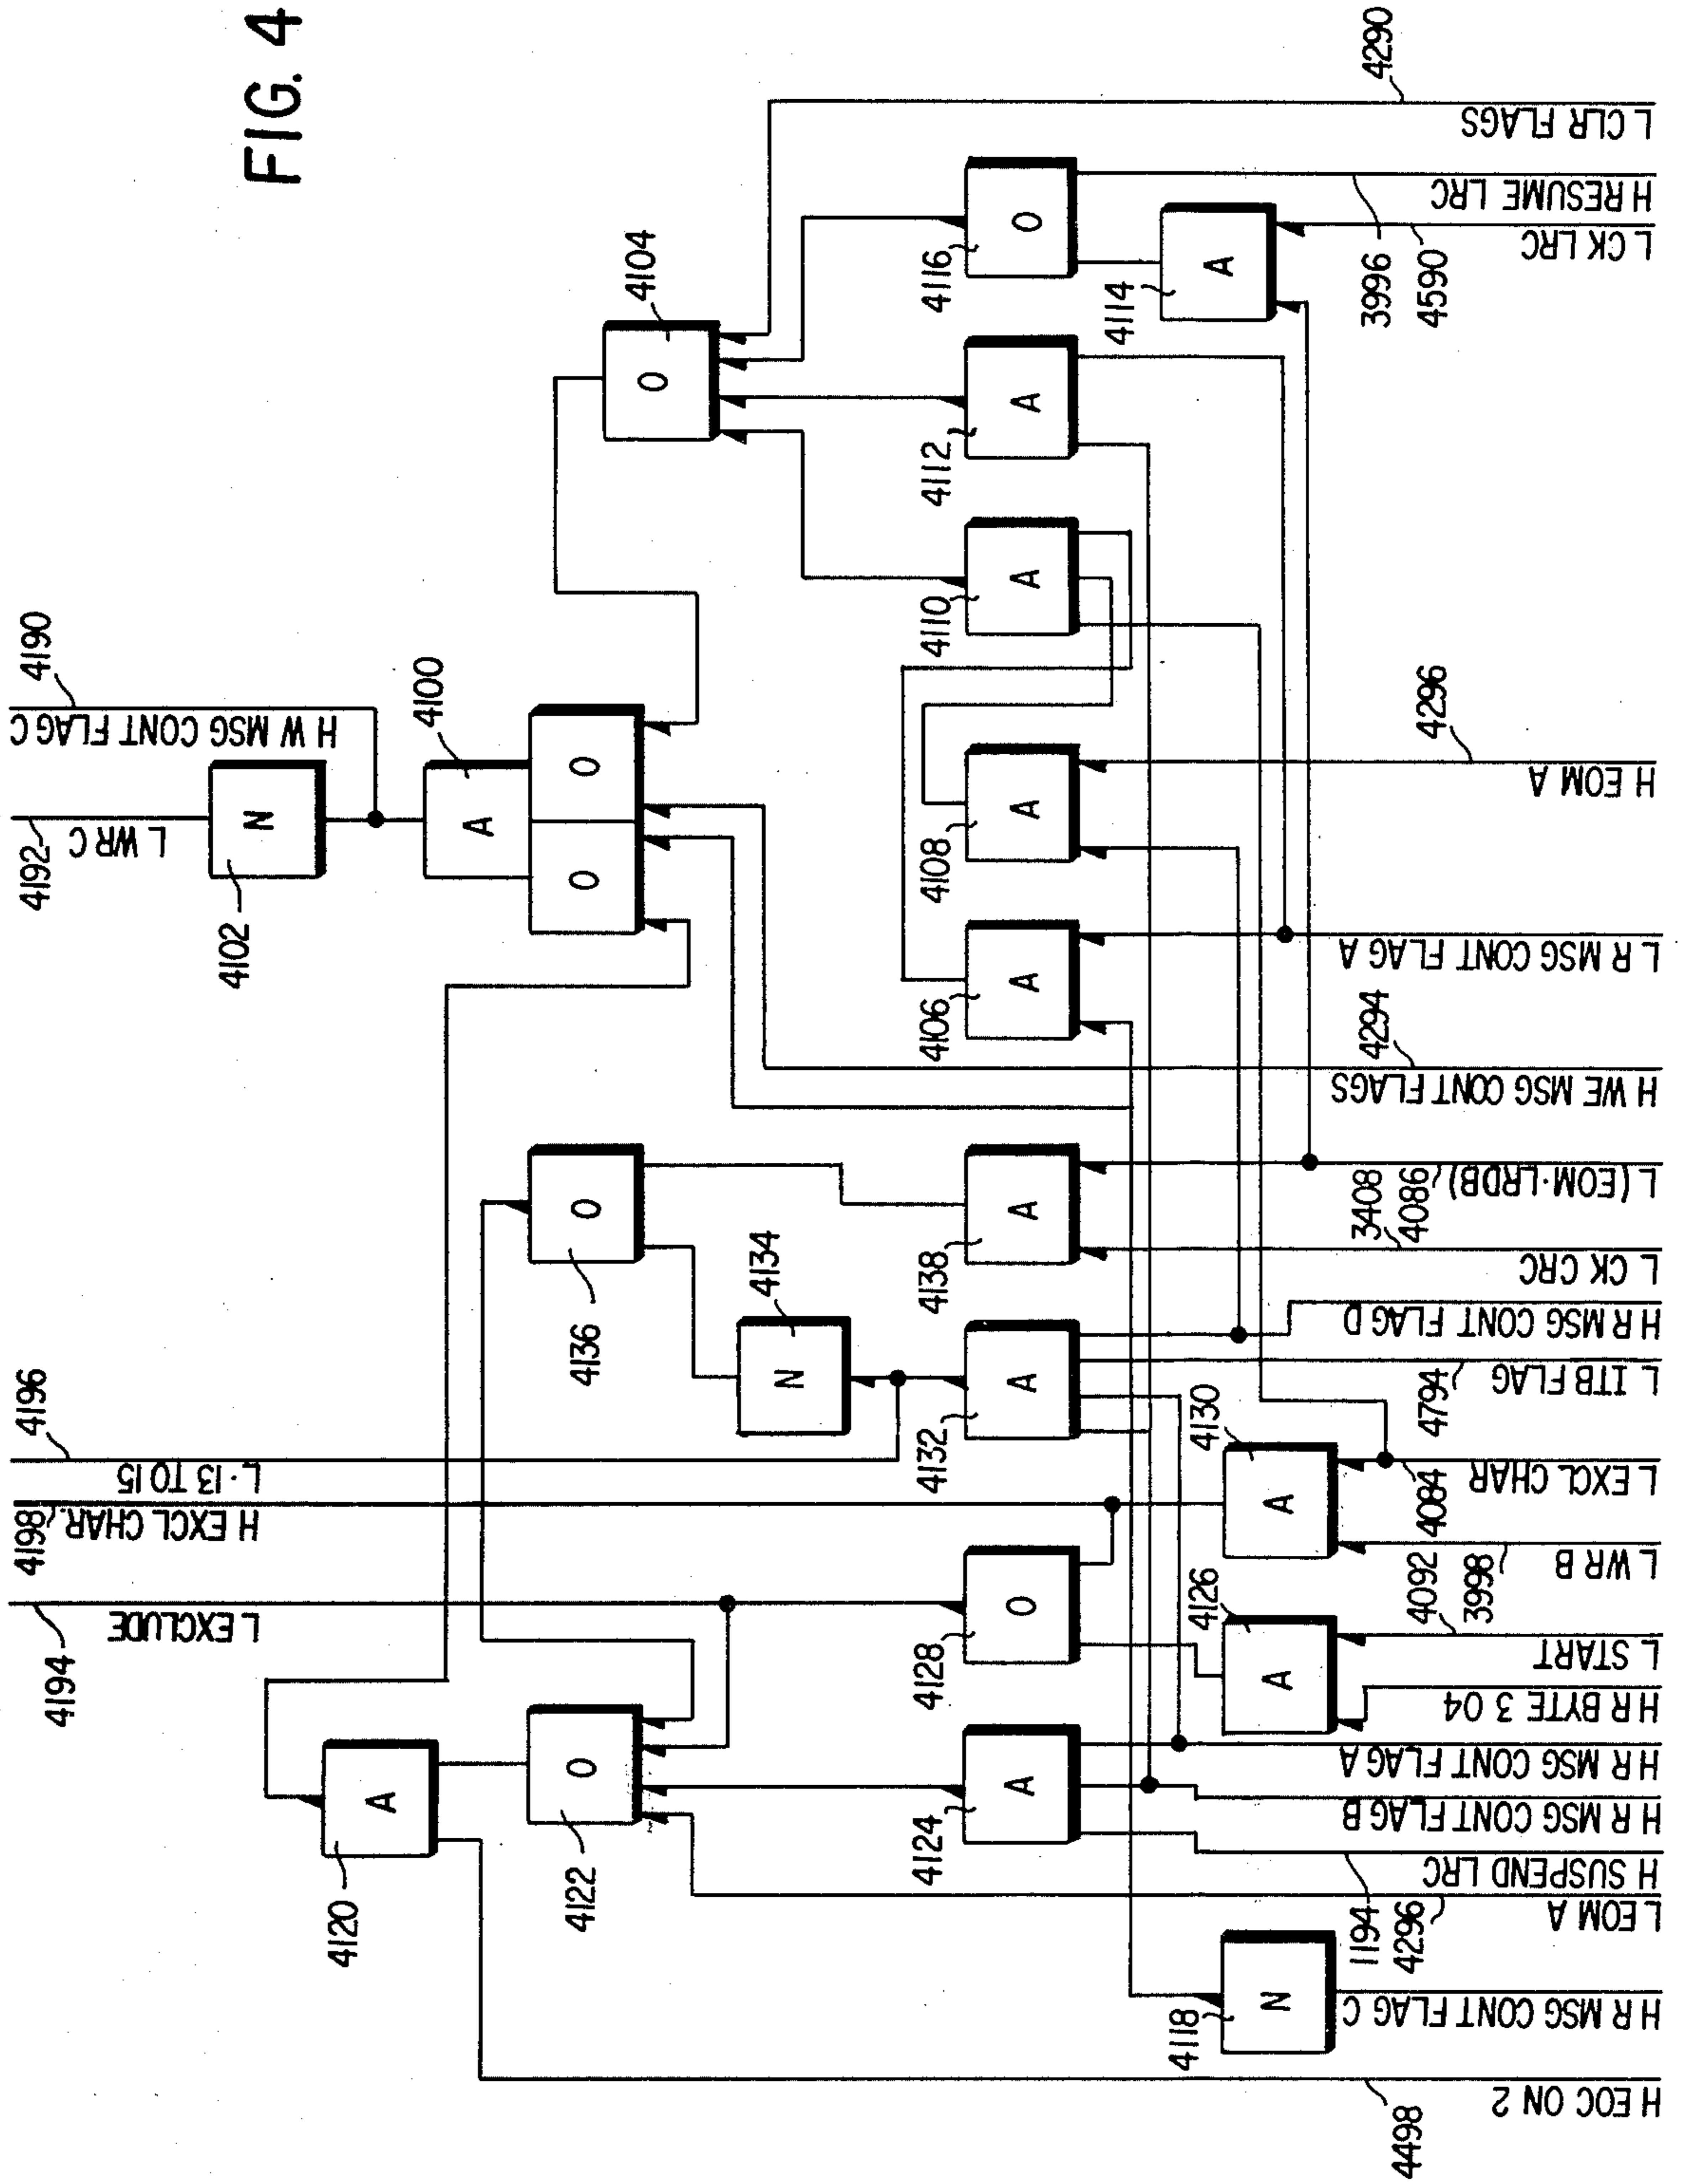 FIG. 4
4192
L WR C
4190
H W MSG CONT FLAG C
4102
N
4100
A
O
O
4104
O
4196
L·13 TO 15
4198
H EXCL CHAR.
4194
L EXCLUDE
4120
A
4122
O
4136
O
4134
N
4124
A
4128
O
4132
A
4138
A
4106
A
4108
A
4110
A
4112
A
4116
O
4114
A
4118
N
4126
A
4130
A
4498
H EOC ON 2
H R MSG CONT FLAG C
4296
L EOM A
1194
H SUSPEND LRC
H R MSG CONT FLAG B
H R MSG CONT FLAG A
H R BYTE 3 04
4092
L START
3998
L WR B
4084
L EXCL CHAR
4794
L ITB FLAG
H R MSG CONT FLAG D
3408
L CK CRC
4086
L (EOM·LRDB)
4294
H WE MSG CONT FLAGS
L R MSG CONT FLAG A
4296
H EOM A
4590
L CK LRC
3996
H RESUME LRC
4290
L CLR FLAGS